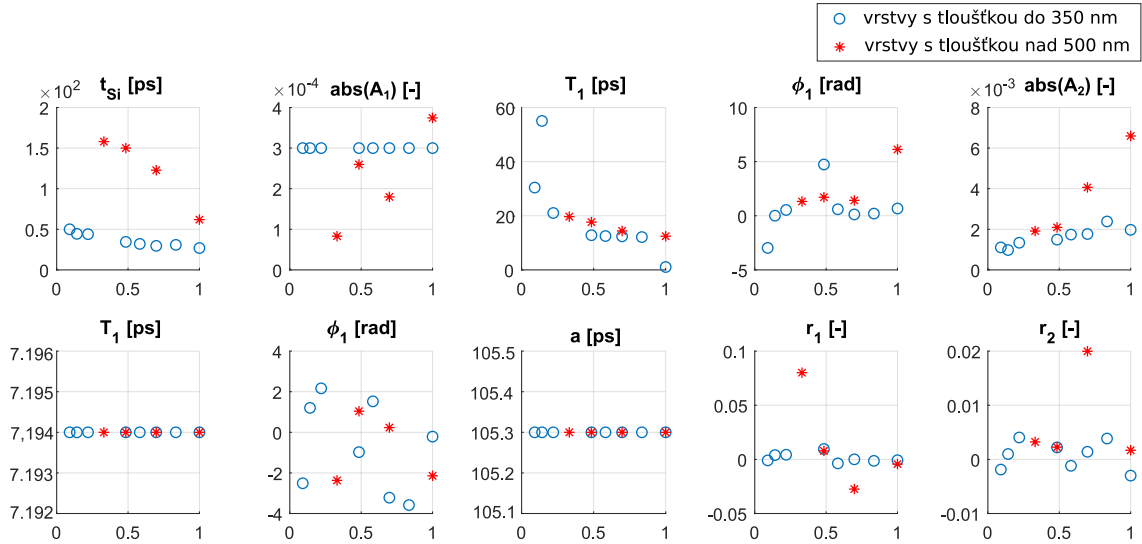 vrstvy s tloušťkou do 350 nm
vrstvy s tloušťkou nad 500 nm
t_Si [ps]
×10^2
2
1.5
1
0.5
0
0 0.5 1
abs(A_1) [-]
×10^-4
4
3
2
1
0
0 0.5 1
T_1 [ps]
60
40
20
0
0 0.5 1
ϕ_1 [rad]
10
5
0
-5
0 0.5 1
abs(A_2) [-]
×10^-3
8
6
4
2
0
0 0.5 1
T_1 [ps]
7.196
7.195
7.194
7.193
7.192
0 0.5 1
ϕ_1 [rad]
4
2
0
-2
-4
0 0.5 1
a [ps]
105.5
105.4
105.3
105.2
105.1
0 0.5 1
r_1 [-]
0.1
0.05
0
-0.05
0 0.5 1
r_2 [-]
0.02
0.01
0
-0.01
0 0.5 1